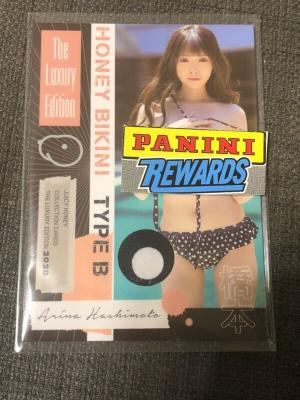 The Luxury
Edition
HONEY BIKINI TYPE B
JUICY HONEY
COLLECTION CARDS
THE LUXURY EDITION 2020
PANINI
REWARDS
橋本
Arina Hashimoto